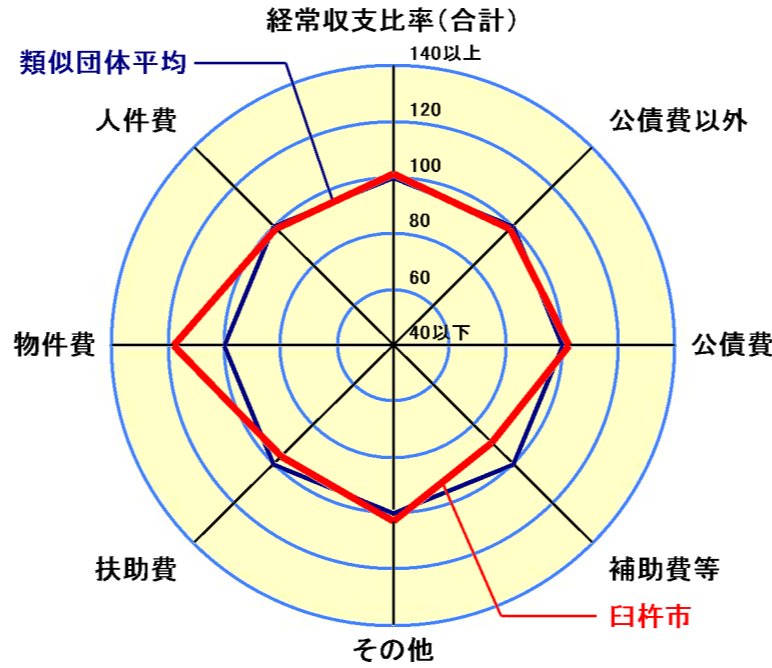 経常収支比率(合計)
140以上
類似団体平均
人件費
120
公債費以外
100
80
60
物件費
40以下
公債費
扶助費
補助費等
臼杵市
その他